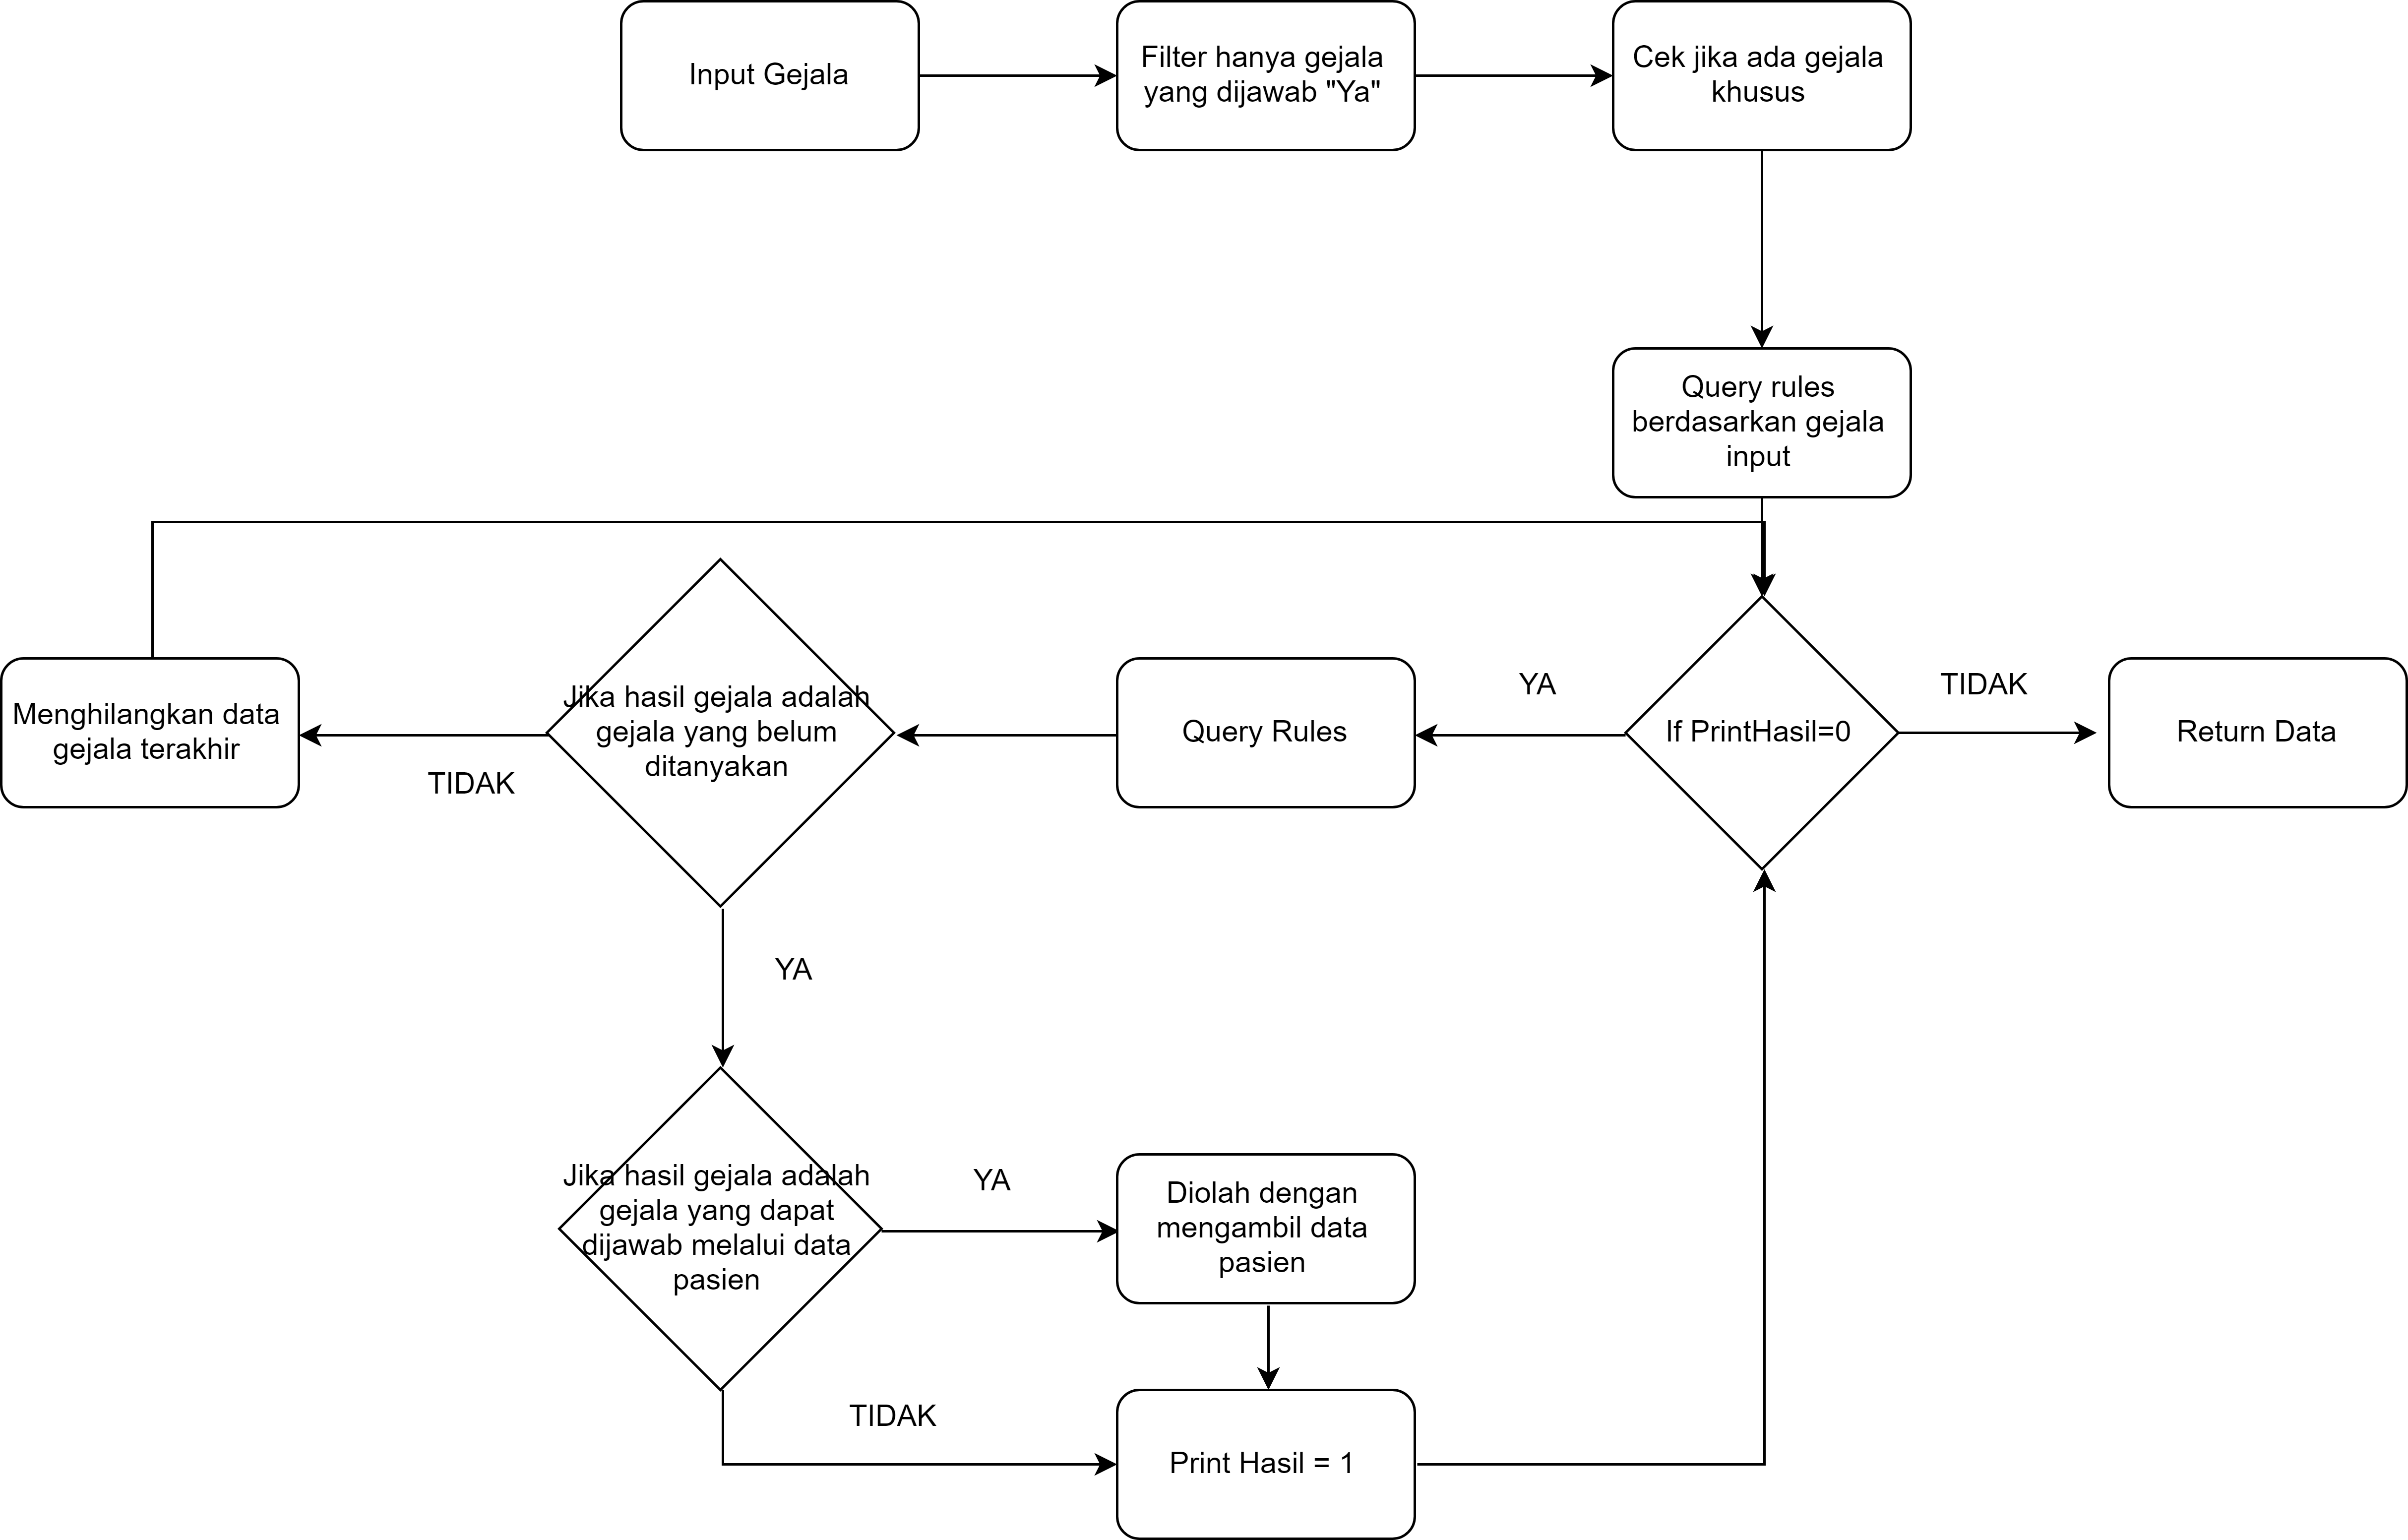 Input Gejala
Filter hanya gejala
yang dijawab "Ya"
Cek jika ada gejala
khusus
Query rules
berdasarkan gejala
input
If PrintHasil=0
YA
TIDAK
Return Data
Query Rules
Jika hasil gejala adalah
gejala yang belum
ditanyakan
TIDAK
Menghilangkan data
gejala terakhir
YA
Jika hasil gejala adalah
gejala yang dapat
dijawab melalui data
pasien
YA
Diolah dengan
mengambil data
pasien
TIDAK
Print Hasil = 1